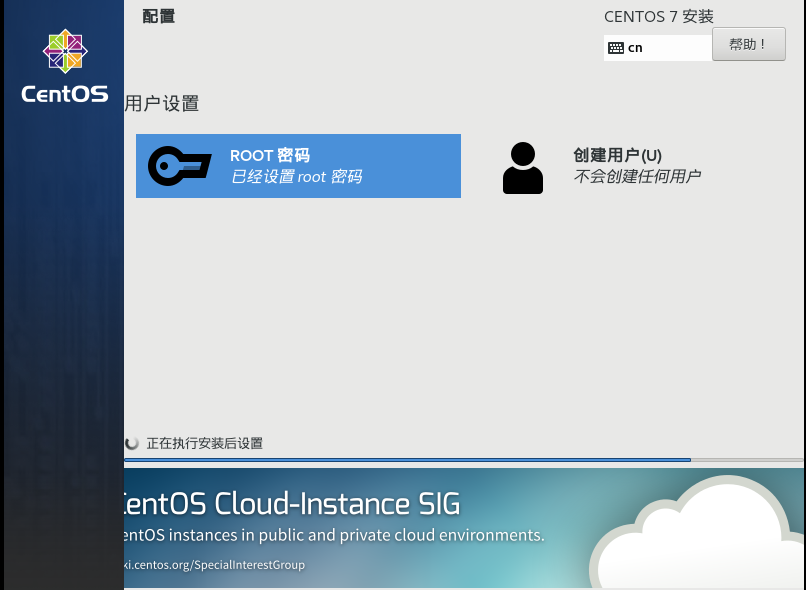 配置
CENTOS 7 安装
cn
帮助！
CentOS
用户设置
ROOT 密码
已经设置 root 密码
创建用户(U)
不会创建任何用户
正在执行安装后设置
entOS Cloud-Instance SIG
entOS instances in public and private cloud environments.
ki.centos.org/SpecialInterestGroup